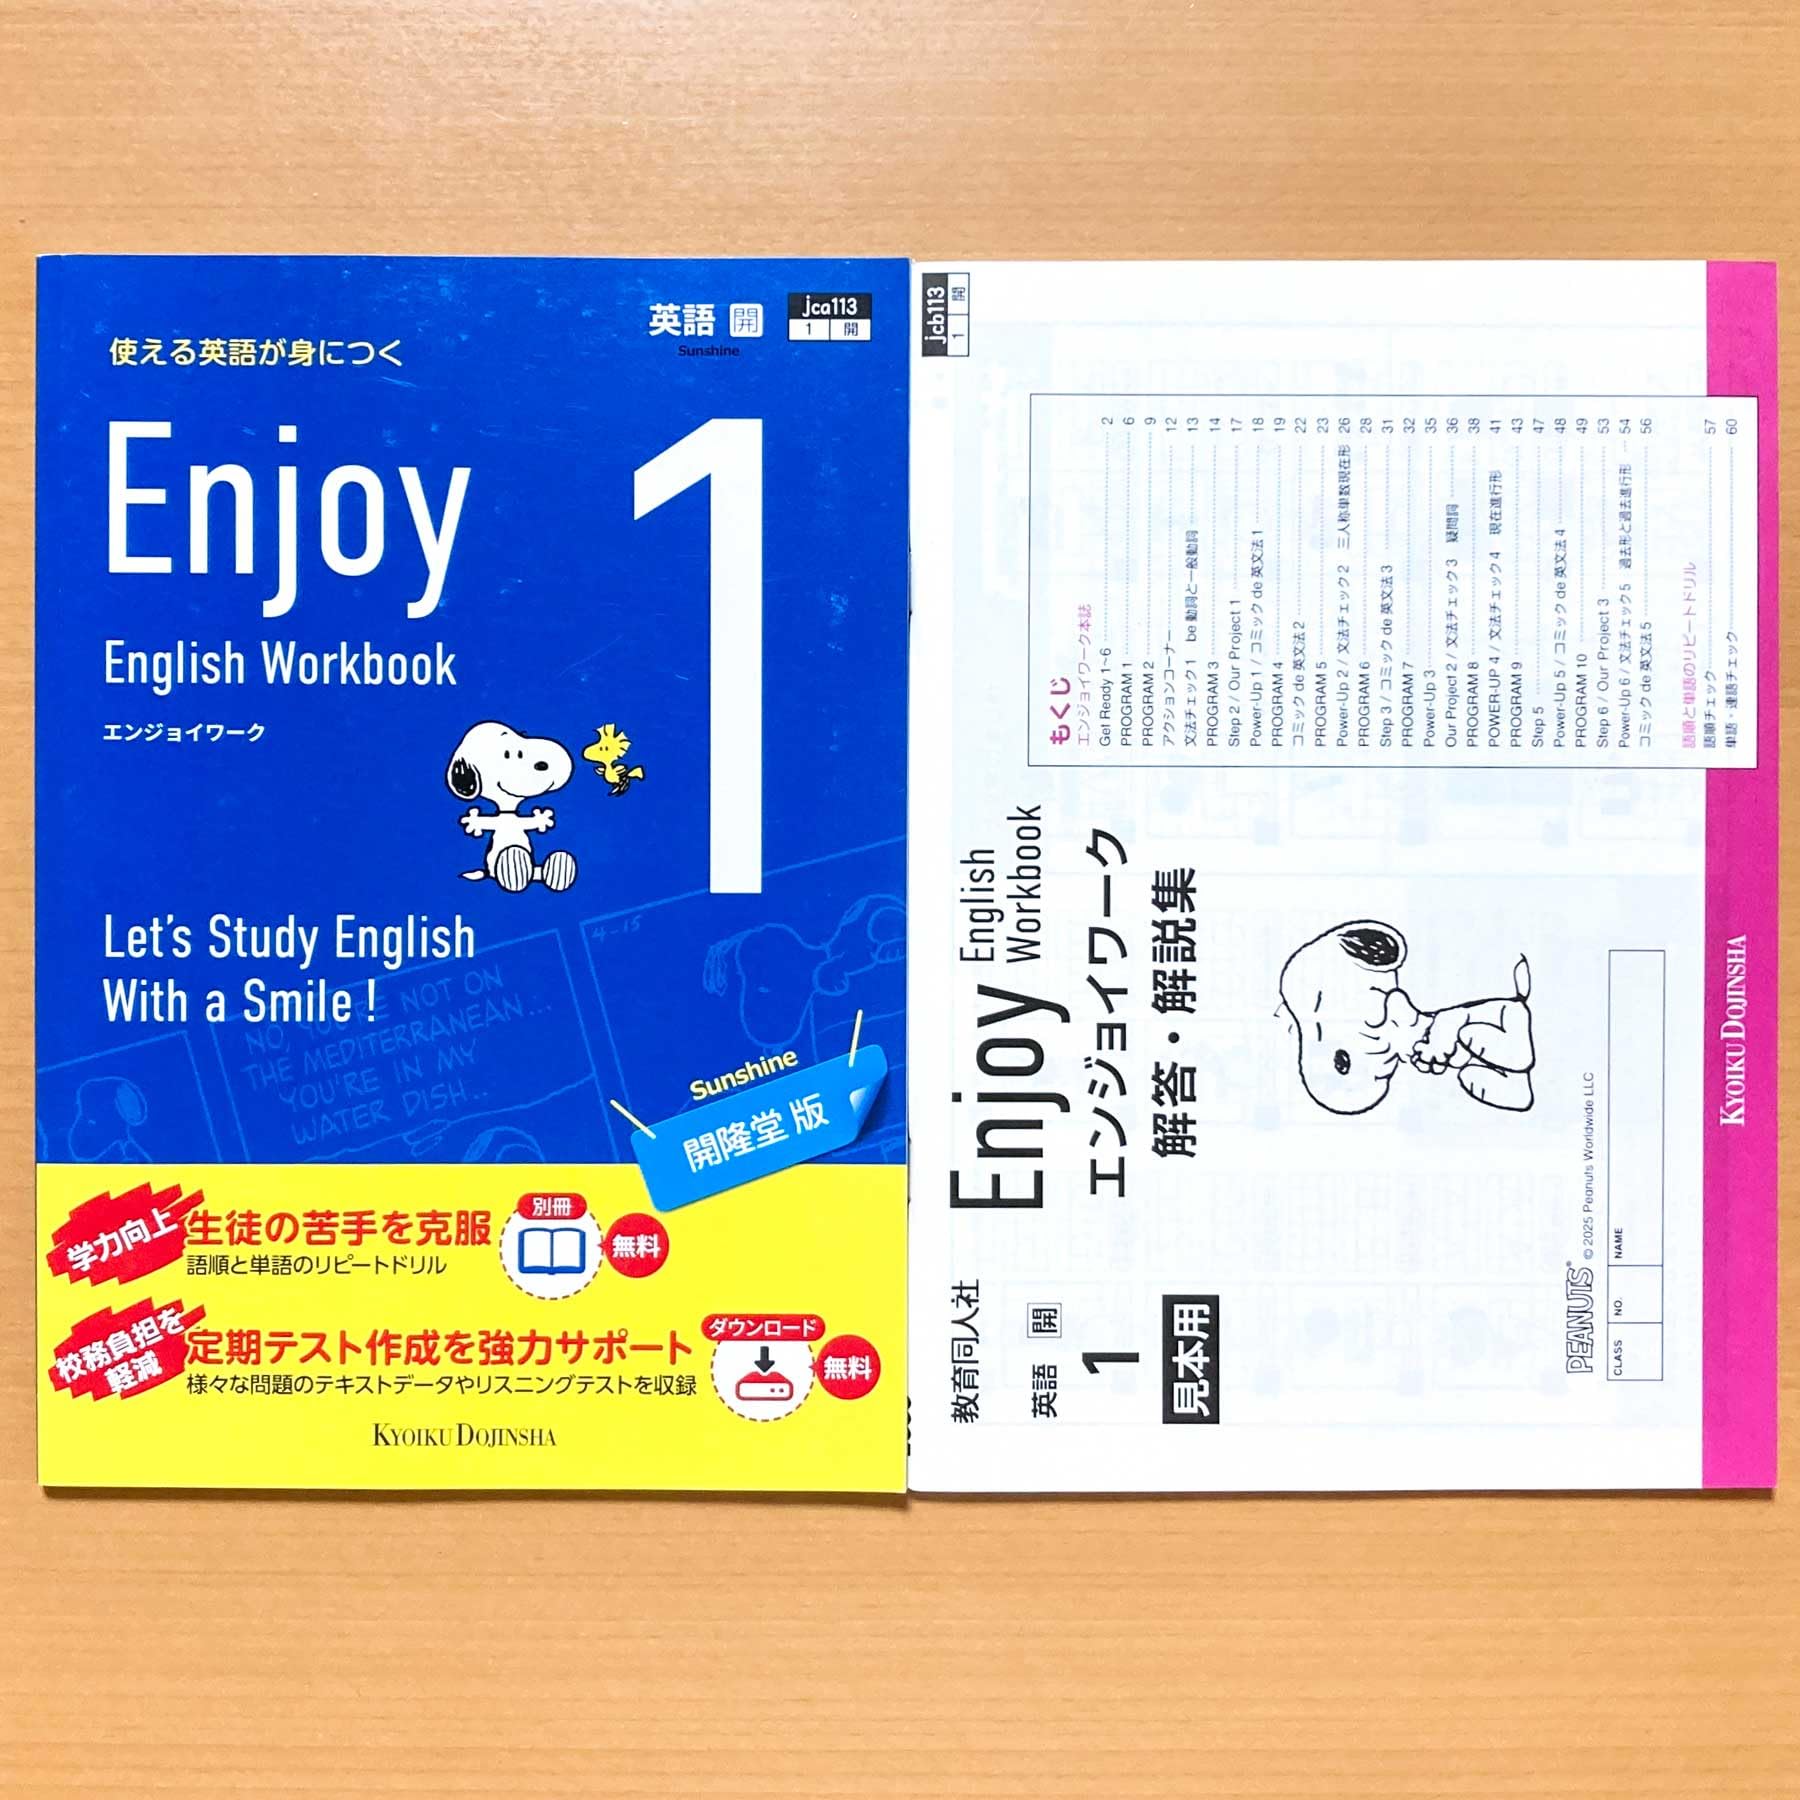 英語 開
Sunshine
jca113
1 開
使える英語が身につく
Enjoy
1
English Workbook
エンジョイワーク
Let's Study English
With a Smile !
4-15
NO, YOU'RE NOT ON
THE MEDITERRANEAN...
YOU'RE IN MY
WATER DISH..
Sunshine
開隆堂 版
学力向上
生徒の苦手を克服
語順と単語のリピートドリル
別冊
無料
校務負担を
軽減
定期テスト作成を強力サポート
様々な問題のテキストデータやリスニングテストを収録
ダウンロード
無料
KYOIKU DOJINSHA
jcb113
1 開
教育同人社
Enjoy
English
Workbook
英語 開
エンジョイワーク
1
解答・解説集
見本用
もくじ
エンジョイワーク本誌
Get Ready 1~6 2
PROGRAM 1 6
PROGRAM 2 9
アクションコーナー 12
文法チェック1 be動詞と一般動詞 13
PROGRAM 3 14
Step 2 / Our Project 1 17
Power-Up 1 / コミック de 英文法1 18
PROGRAM 4 19
コミック de 英文法2 22
PROGRAM 5 23
Power-Up 2 / 文法チェック2 三人称単数現在形 26
PROGRAM 6 28
Step 3 / コミック de 英文法3 31
PROGRAM 7 32
Power-Up 3 35
Our Project 2 / 文法チェック3 疑問詞 36
PROGRAM 8 38
POWER-UP 4 / 文法チェック4 現在進行形 41
PROGRAM 9 43
Step 5 47
Power-Up 5 / コミック de 英文法4 48
PROGRAM 10 49
Step 6 / Our Project 3 53
Power-Up 6 / 文法チェック5 過去形と過去進行形 54
コミック de 英文法5 56
語順と単語のリピートドリル
語順チェック 57
単語・連語チェック 60
PEANUTS® © 2025 Peanuts Worldwide LLC
CLASS NO. NAME
KYOIKU DOJINSHA